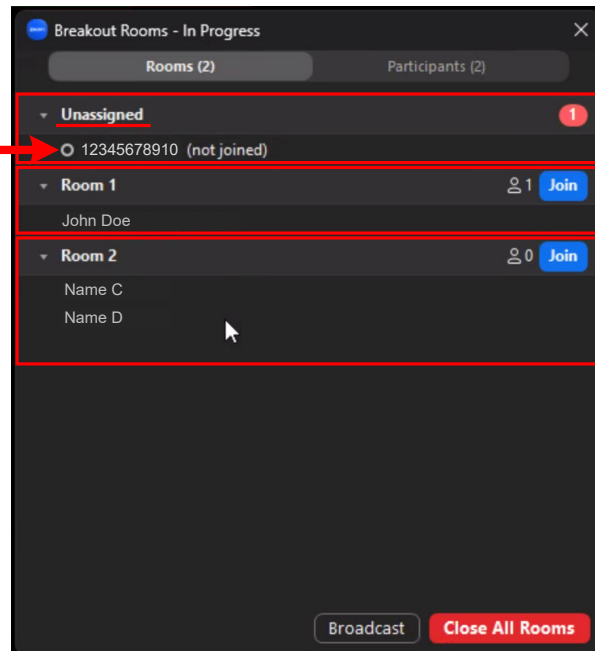 Breakout Rooms - In Progress
Rooms (2) Participants (2)
Unassigned 1
12345678910 (not joined)
Room 1 1 Join
John Doe
Room 2 0 Join
Name C
Name D
Broadcast Close All Rooms